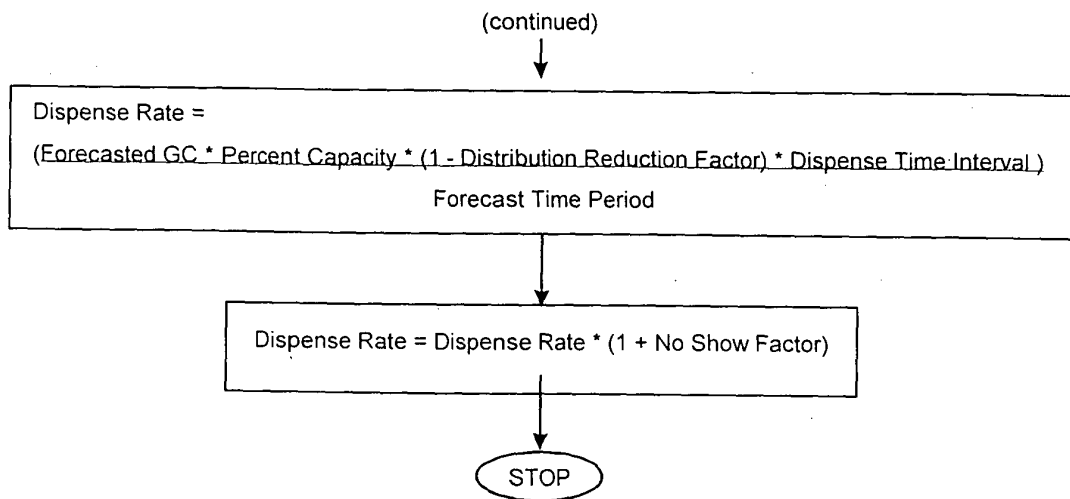 (continued)
Dispense Rate =
(Forecasted GC * Percent Capacity * (1 - Distribution Reduction Factor) * Dispense Time Interval )
Forecast Time Period
Dispense Rate = Dispense Rate * (1 + No Show Factor)
STOP